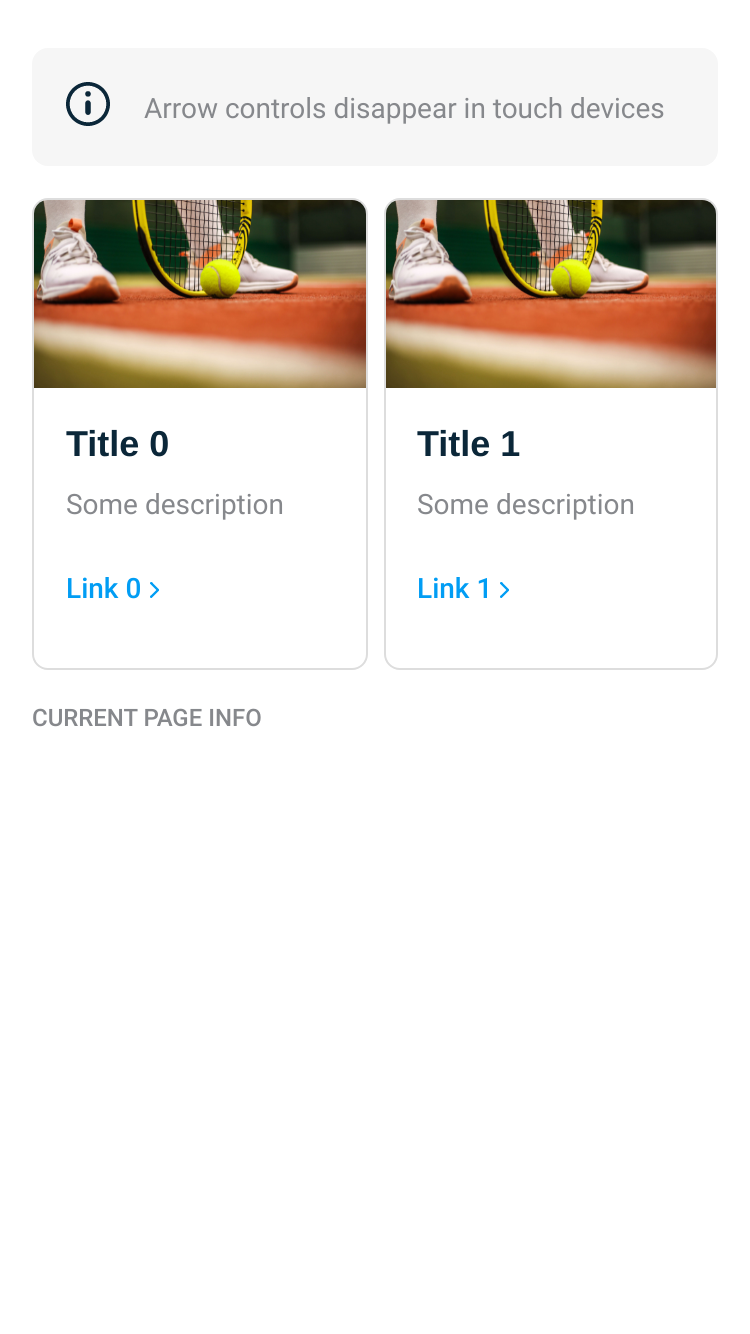 Arrow controls disappear in touch devices
Title 0
Some description
Link 0
Title 1
Some description
Link 1
CURRENT PAGE INFO